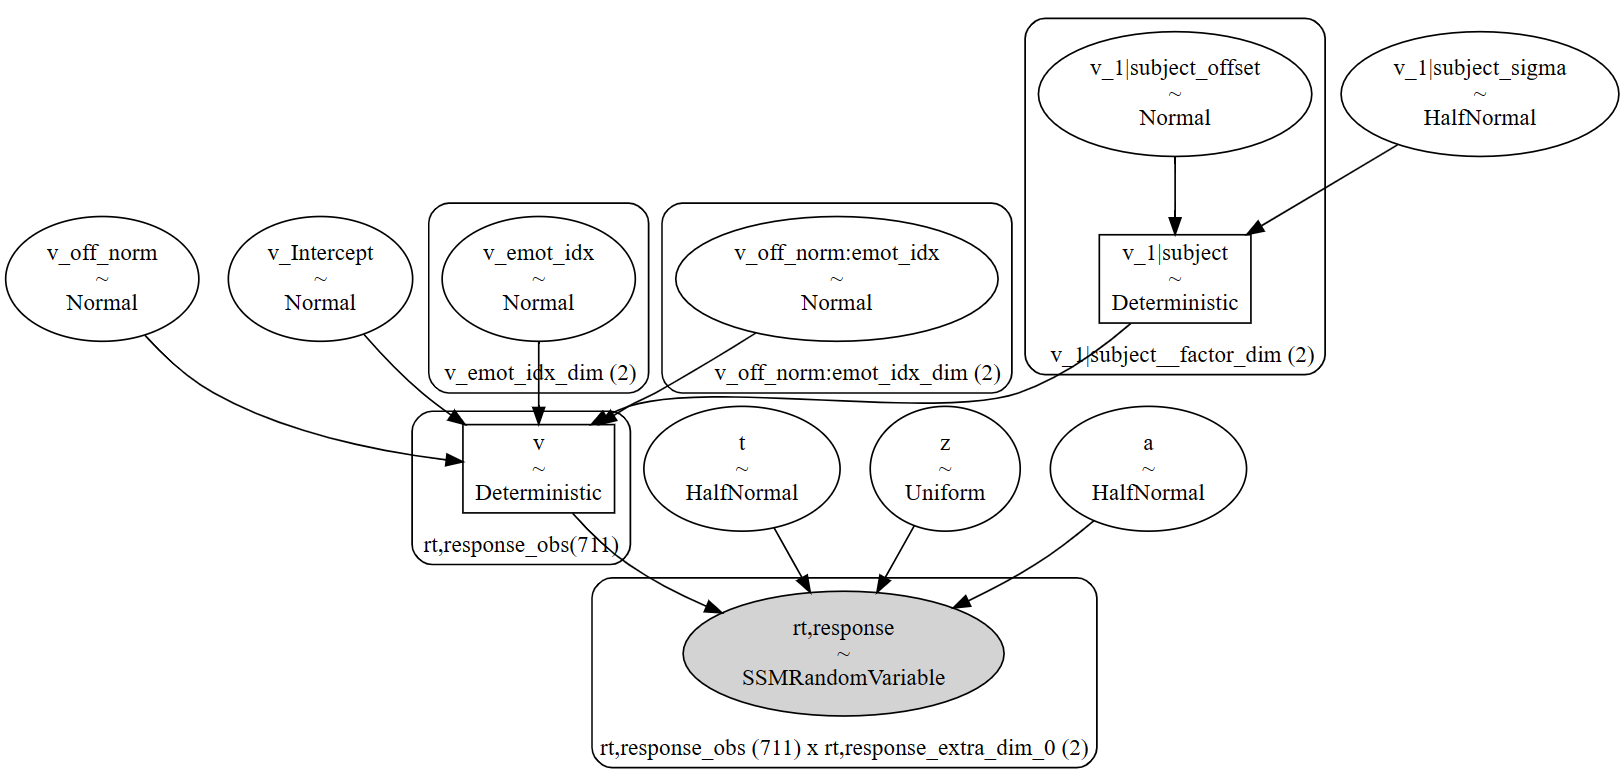 v_1|subject_offset
~
Normal
v_1|subject_sigma
~
HalfNormal
v_off_norm
~
Normal
v_Intercept
~
Normal
v_emot_idx
~
Normal
v_off_norm:emot_idx
~
Normal
v_1|subject
~
Deterministic
v_emot_idx_dim (2)
v_off_norm:emot_idx_dim (2)
v_1|subject__factor_dim (2)
v
~
Deterministic
t
~
HalfNormal
z
~
Uniform
a
~
HalfNormal
rt,response_obs(711)
rt,response
~
SSMRandomVariable
rt,response_obs (711) x rt,response_extra_dim_0 (2)